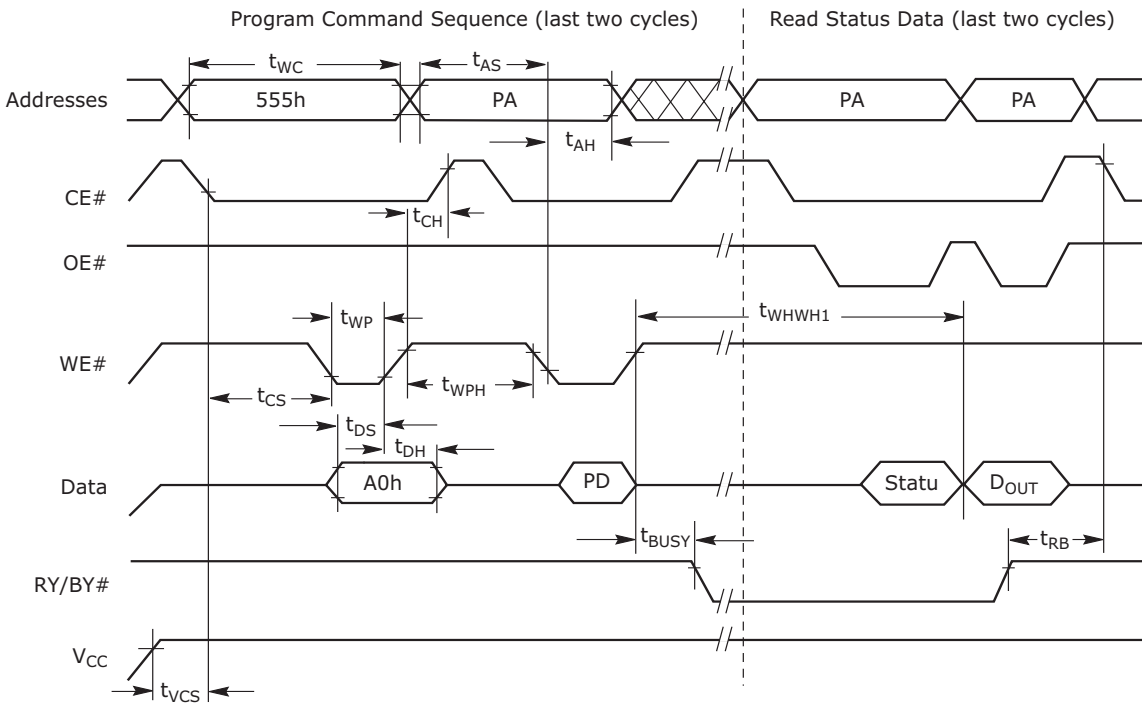 Program Command Sequence (last two cycles)
Read Status Data (last two cycles)
tWC
tAS
Addresses
555h
PA
PA
PA
tAH
CE#
tCH
OE#
tWP
tWHWH1
WE#
tCS
tWPH
tDS
tDH
Data
A0h
PD
Statu
DOUT
tBUSY
tRB
RY/BY#
VCC
tVCS